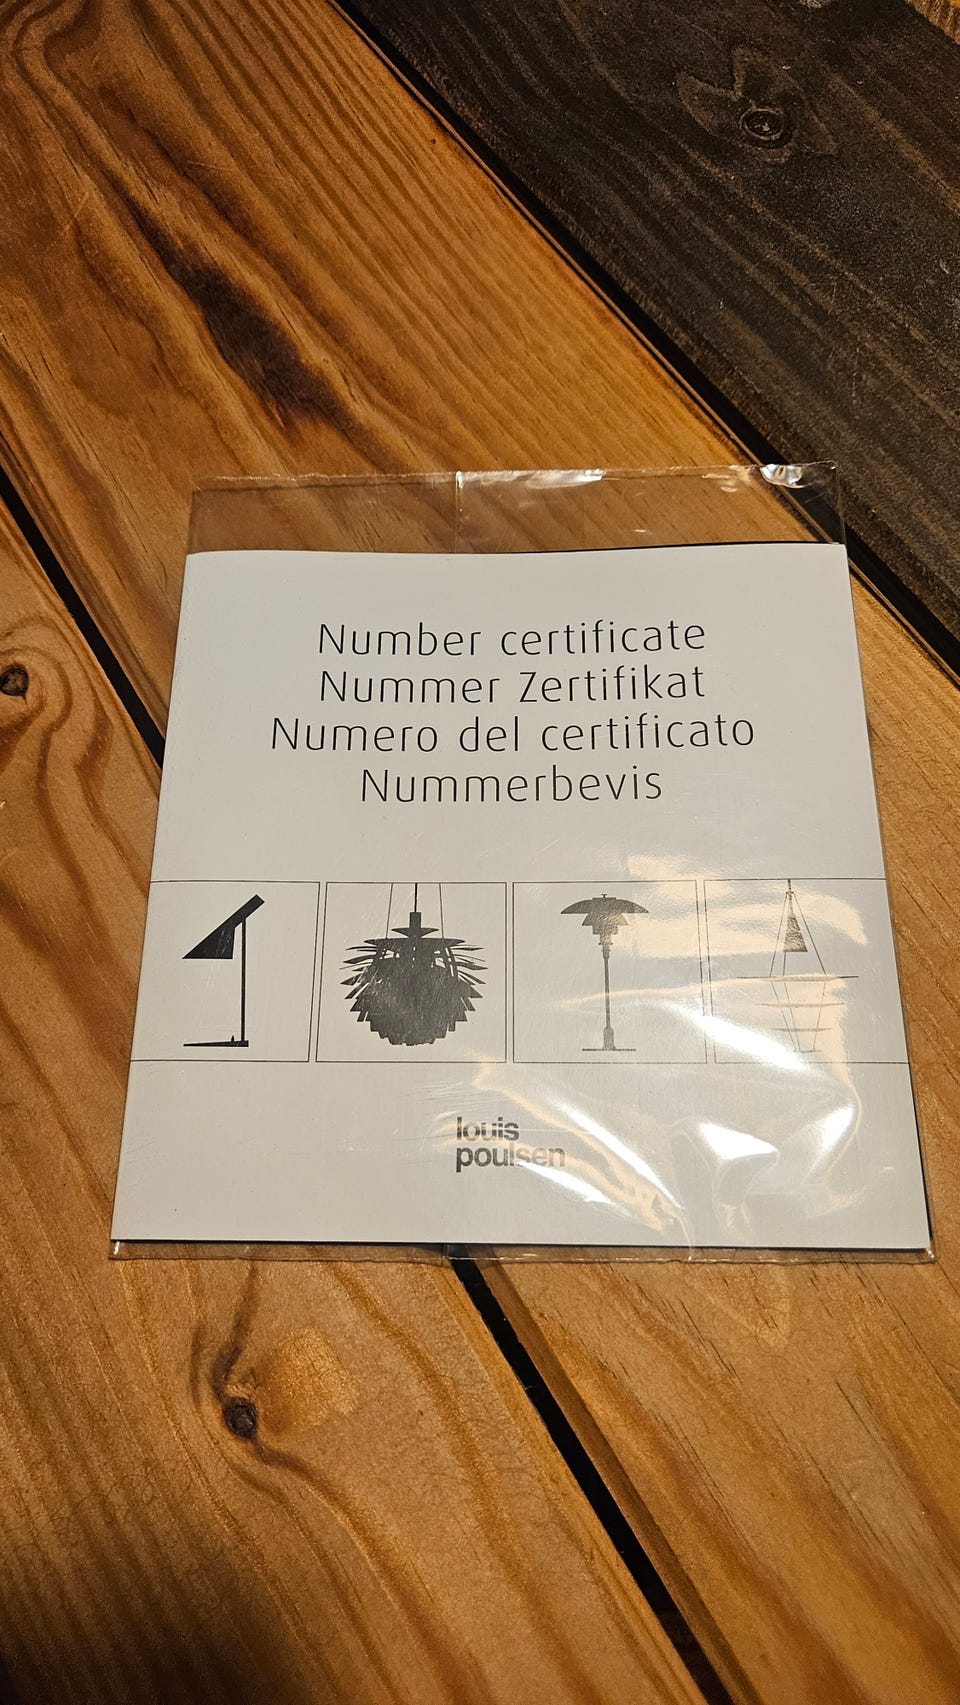 Number certificate
Nummer Zertifikat
Numero del certificato
Nummerbevis
louis
poulsen